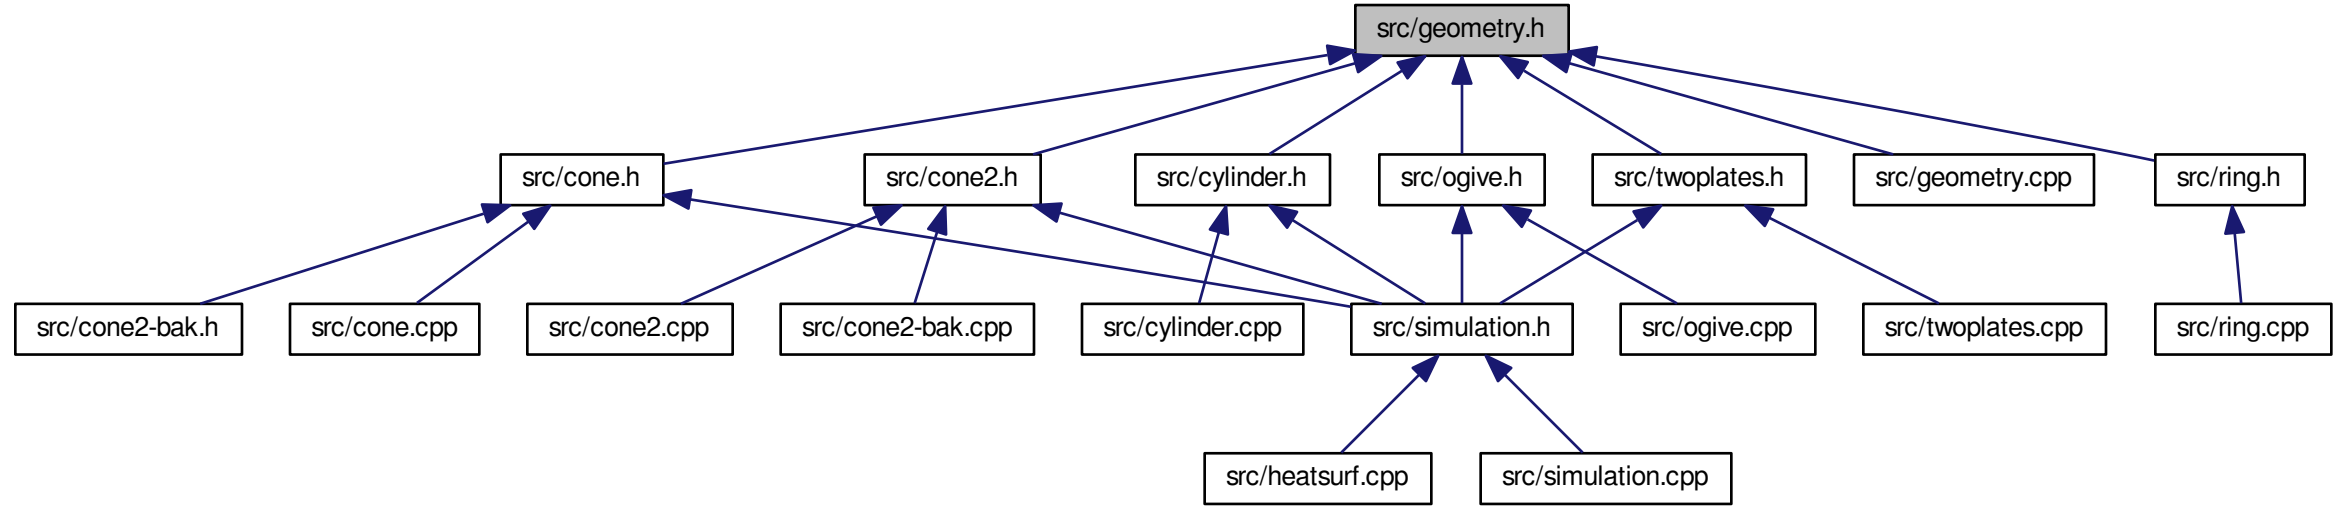 src/geometry.h
src/cone.h
src/cone2.h
src/cylinder.h
src/ogive.h
src/twoplates.h
src/geometry.cpp
src/ring.h
src/cone2-bak.h
src/cone.cpp
src/cone2.cpp
src/cone2-bak.cpp
src/cylinder.cpp
src/simulation.h
src/ogive.cpp
src/twoplates.cpp
src/ring.cpp
src/heatsurf.cpp
src/simulation.cpp